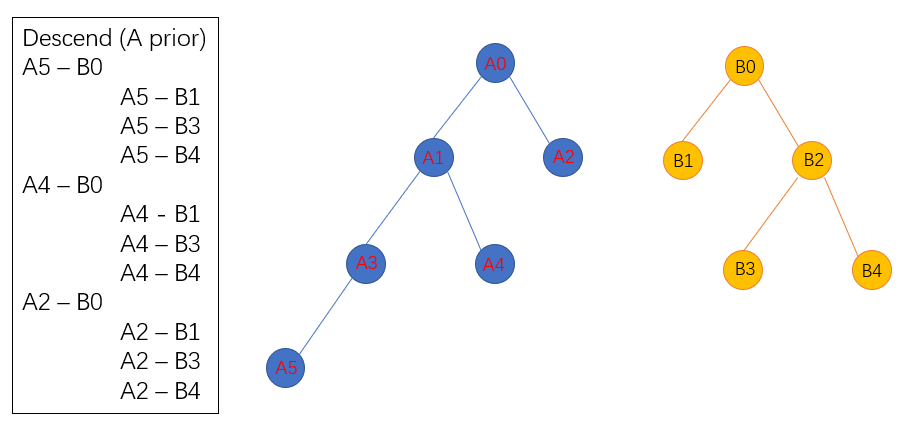 Descend (A prior)
A5 – B0
A5 – B1
A5 – B3
A5 – B4
A4 – B0
A4 - B1
A4 – B3
A4 – B4
A2 – B0
A2 – B1
A2 – B3
A2 – B4
A0
A1
A2
A3
A4
A5
B0
B1
B2
B3
B4